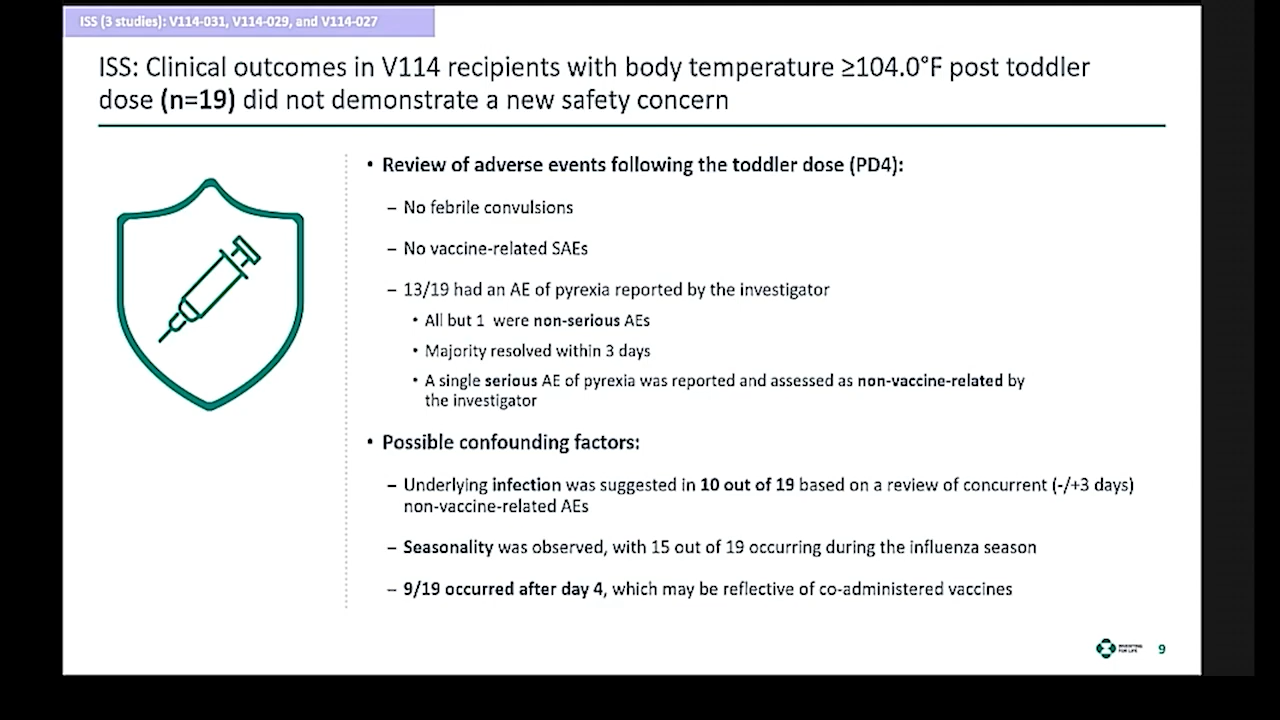 ISS (3 studies): V114-031, V114-029, and V114-027
ISS: Clinical outcomes in V114 recipients with body temperature ≥104.0°F post toddler
dose (n=19) did not demonstrate a new safety concern
• Review of adverse events following the toddler dose (PD4):
– No febrile convulsions
– No vaccine-related SAEs
– 13/19 had an AE of pyrexia reported by the investigator
• All but 1 were non-serious AEs
• Majority resolved within 3 days
• A single serious AE of pyrexia was reported and assessed as non-vaccine-related by
the investigator
• Possible confounding factors:
– Underlying infection was suggested in 10 out of 19 based on a review of concurrent (-/+3 days)
non-vaccine-related AEs
– Seasonality was observed, with 15 out of 19 occurring during the influenza season
– 9/19 occurred after day 4, which may be reflective of co-administered vaccines
INVENTING
FOR LIFE
9